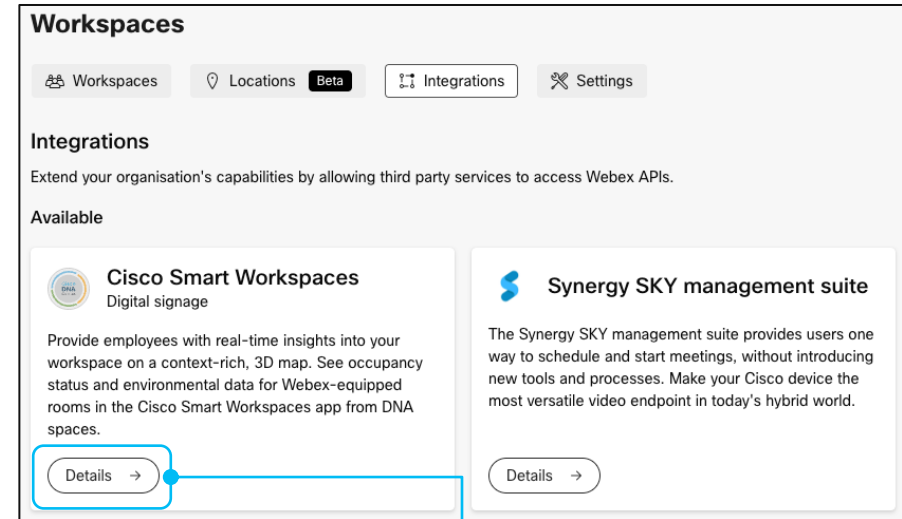 Workspaces
Workspaces Locations Beta Integrations Settings
Integrations
Extend your organisation's capabilities by allowing third party services to access Webex APIs.
Available
Cisco Smart Workspaces
Digital signage
Provide employees with real-time insights into your
workspace on a context-rich, 3D map. See occupancy
status and environmental data for Webex-equipped
rooms in the Cisco Smart Workspaces app from DNA
spaces.
Details →
Synergy SKY management suite
The Synergy SKY management suite provides users one
way to schedule and start meetings, without introducing
new tools and processes. Make your Cisco device the
most versatile video endpoint in today's hybrid world.
Details →